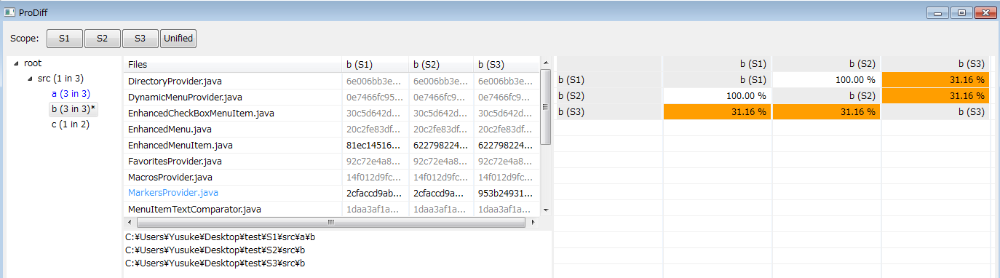 ProDiff
Scope: S1 S2 S3 Unified
root
src (1 in 3)
a (3 in 3)
b (3 in 3)*
c (1 in 2)
Files b (S1) b (S2) b (S3)
DirectoryProvider.java 6e006bb3e... 6e006bb3e... 6e006bb3e...
DynamicMenuProvider.java 0e7466fc95... 0e7466fc9... 0e7466fc9...
EnhancedCheckBoxMenuItem.java 30c5d642d... 30c5d642d... 30c5d642d...
EnhancedMenu.java 20c2fe83df... 20c2fe83df... 20c2fe83df...
EnhancedMenuItem.java 81ec14516... 622798224... 622798224...
FavoritesProvider.java 92c72e4a8... 92c72e4a8... 92c72e4a8...
MacrosProvider.java 14f012d9fc... 14f012d9fc... 14f012d9fc...
MarkersProvider.java 2cfaccd9ab... 2cfaccd9a... 953b24931...
MenuItemTextComparator.java 1daa3af1a... 1daa3af1a... 1daa3af1a...
C:¥Users¥Yusuke¥Desktop¥test¥S1¥src¥a¥b
C:¥Users¥Yusuke¥Desktop¥test¥S2¥src¥b
C:¥Users¥Yusuke¥Desktop¥test¥S3¥src¥b
b (S1) b (S2) b (S3)
b (S1) b (S1) 100.00 % 31.16 %
b (S2) 100.00 % b (S2) 31.16 %
b (S3) 31.16 % 31.16 % b (S3)